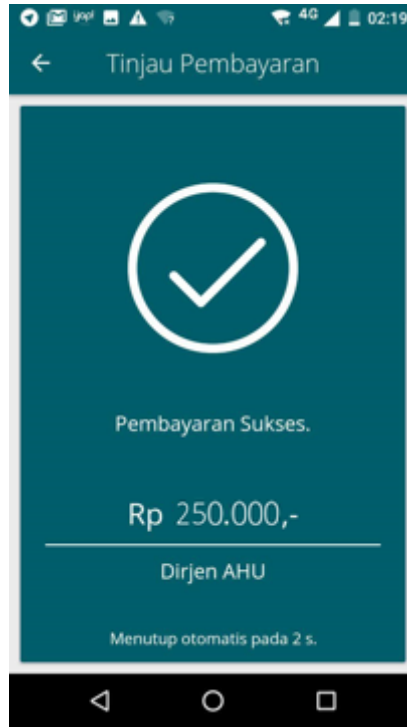 4G 02:19
Tinjau Pembayaran
Pembayaran Sukses.
Rp 250.000,-
Dirjen AHU
Menutup otomatis pada 2 s.